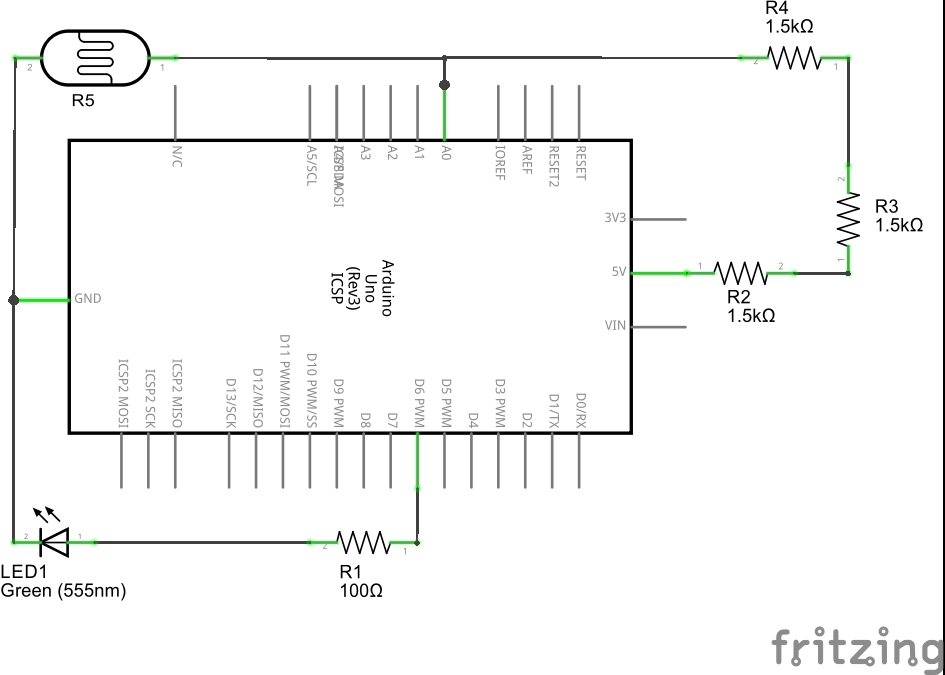 R4
1.5kΩ
2
1
2
1
R5
N/C
A5/SCL
A3
A2
A1
A0
IOREF
AREF
RESET2
RESET
3V3
5V
VIN
GND
2
R3
1.5kΩ
1
1
2
R2
1.5kΩ
Arduino
Uno
(Rev3)
ICSP
ICSP2 MOSI
ICSP2 SCK
ICSP2 MISO
D13/SCK
D12/MISO
D11 PWM/MOSI
D10 PWM/SS
D9 PWM
D8
D7
D6 PWM
D5 PWM
D4
D3 PWM
D2
D1/TX
D0/RX
2
1
LED1
Green (555nm)
2
1
R1
100Ω
fritzing